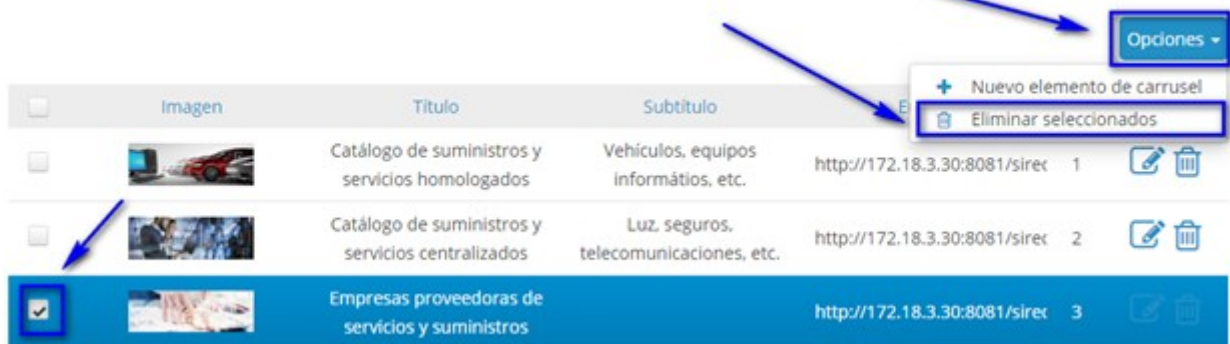 Opciones
Nuevo elemento de carrusel
Eliminar seleccionados
Imagen Título Subtítulo
Catálogo de suministros y
servicios homologados
Vehículos, equipos
informátios, etc.
http://172.18.3.30:8081/sirec 1
Catálogo de suministros y
servicios centralizados
Luz, seguros,
telecomunicaciones, etc.
http://172.18.3.30:8081/sirec 2
Empresas proveedoras de
servicios y suministros
http://172.18.3.30:8081/sirec 3